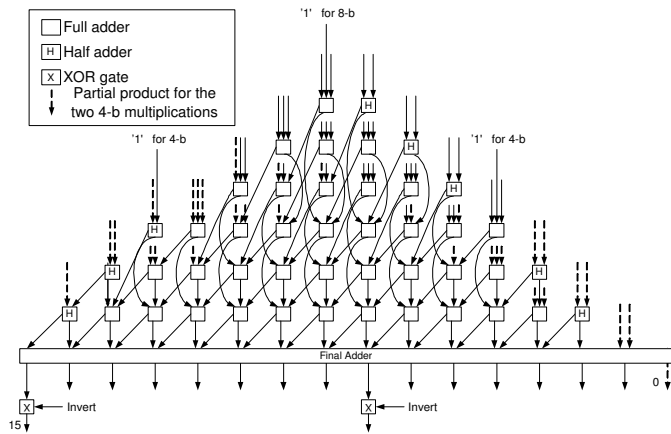 '1' for 8-b
Full adder
H Half adder
X XOR gate
Partial product for the
two 4-b multiplications
H
'1' for 4-b
H
'1' for 4-b
H
H
H
H
H
H
Final Adder
0
X Invert
X Invert
15